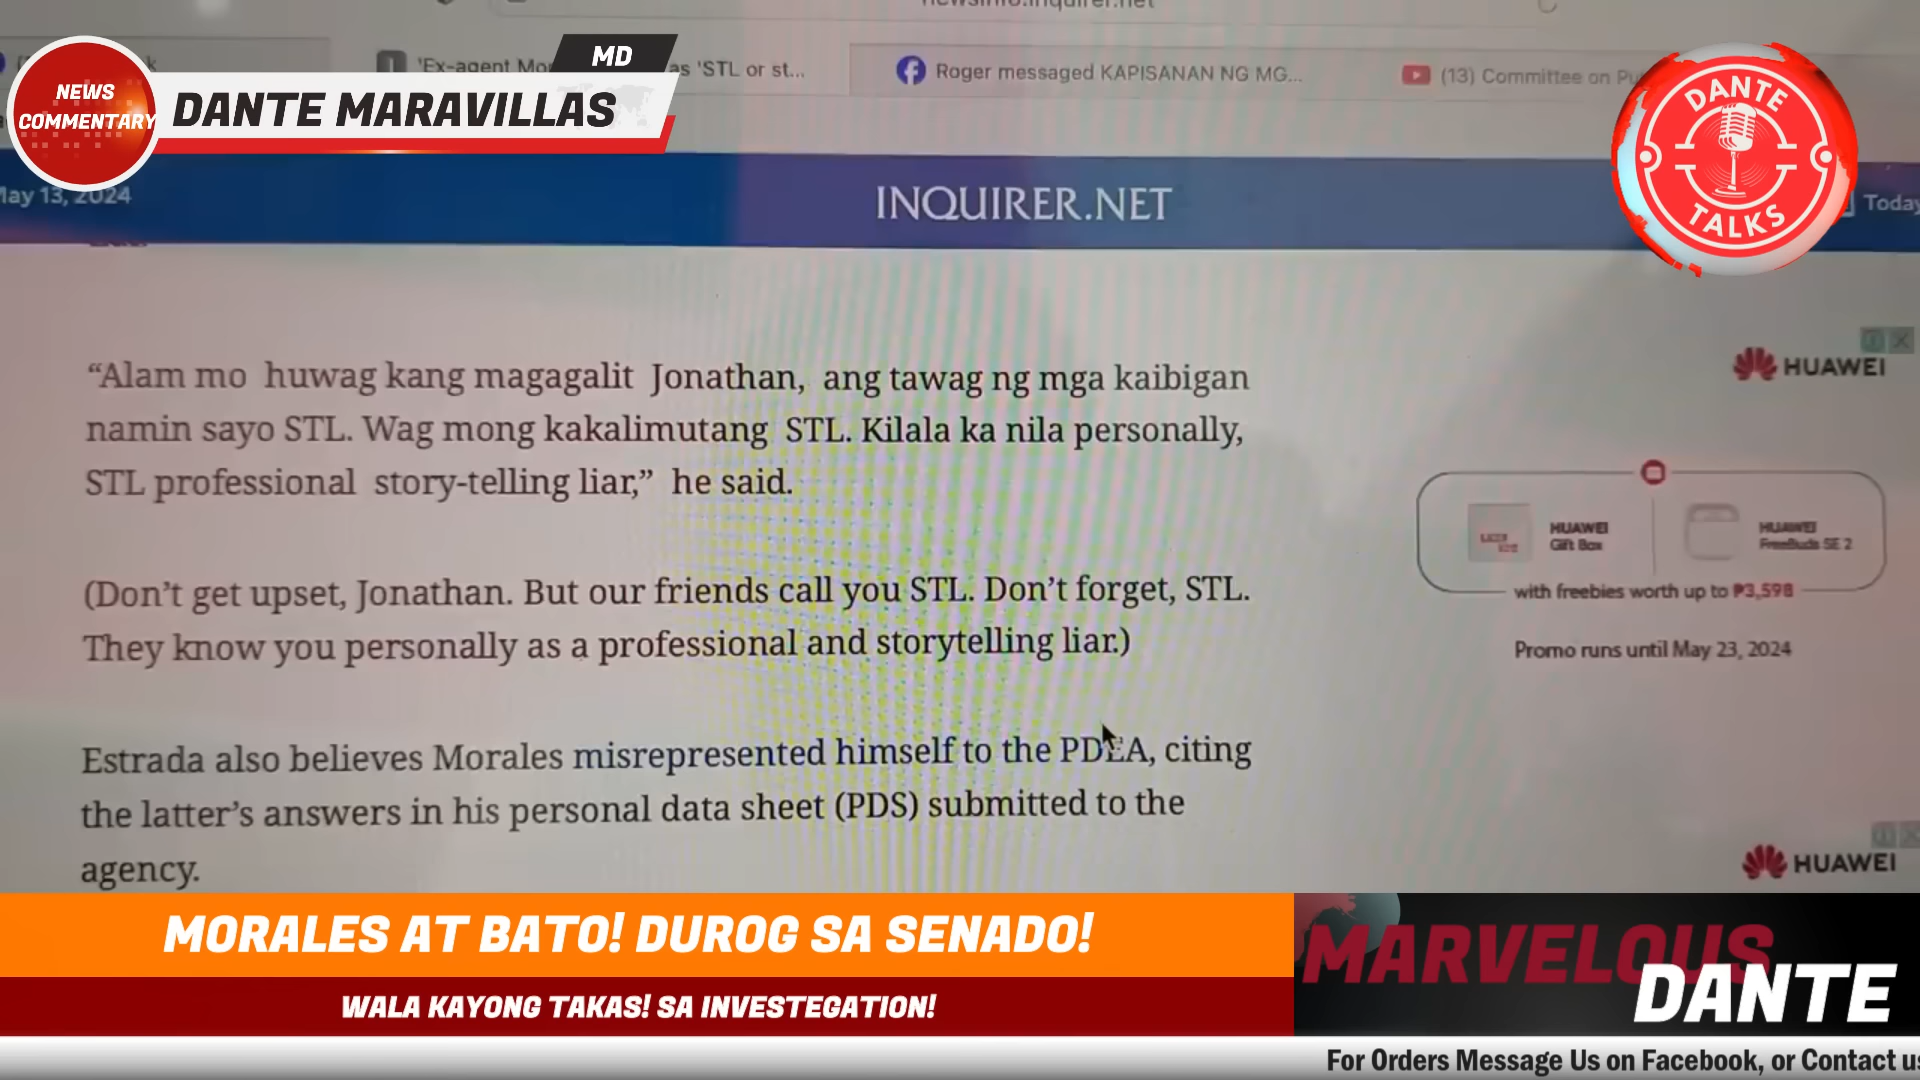 newsinfo.inquirer.net
'Ex-agent Mo
as 'STL or st...
Roger messaged KAPISANAN NG MG...
(13) Committee on Pu
MD
NEWS
COMMENTARY
DANTE MARAVILLAS
DANTE
TALKS
May 13, 2024
INQUIRER.NET
Today
“Alam mo huwag kang magagalit Jonathan, ang tawag ng mga kaibigan
namin sayo STL. Wag mong kakalimutang STL. Kilala ka nila personally,
STL professional story-telling liar,” he said.
(Don’t get upset, Jonathan. But our friends call you STL. Don’t forget, STL.
They know you personally as a professional and storytelling liar.)
Estrada also believes Morales misrepresented himself to the PDEA, citing
the latter’s answers in his personal data sheet (PDS) submitted to the
agency.
HUAWEI
HUAWEI
Gift Box
HUAWEI
FreeBuds SE 2
with freebies worth up to ₱3,598
Promo runs until May 23, 2024
HUAWEI
MORALES AT BATO! DUROG SA SENADO!
WALA KAYONG TAKAS! SA INVESTEGATION!
MARVELOUS
DANTE
For Orders Message Us on Facebook, or Contact us